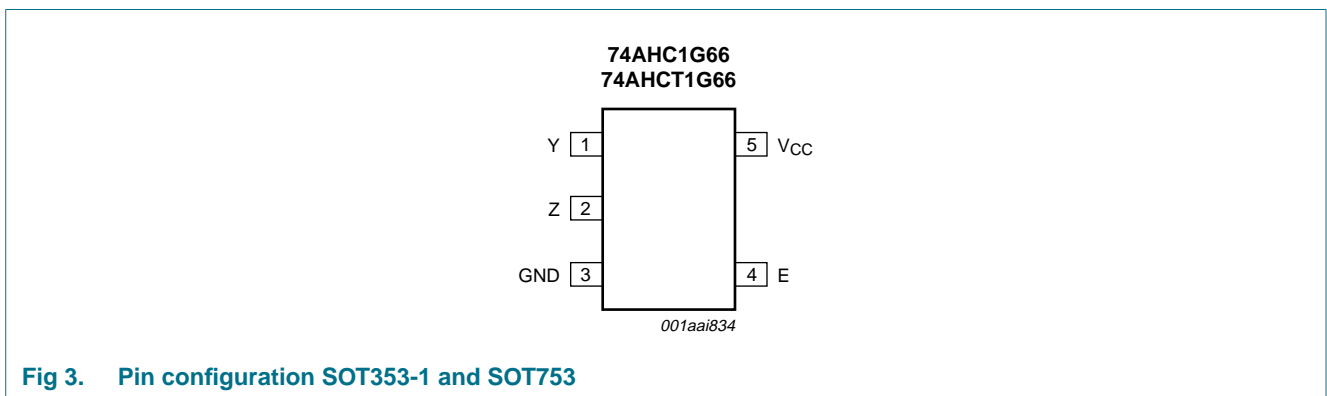 74AHC1G66
74AHCT1G66
Y 1 5 VCC
Z 2
GND 3 4 E
001aai834
Fig 3. Pin configuration SOT353-1 and SOT753